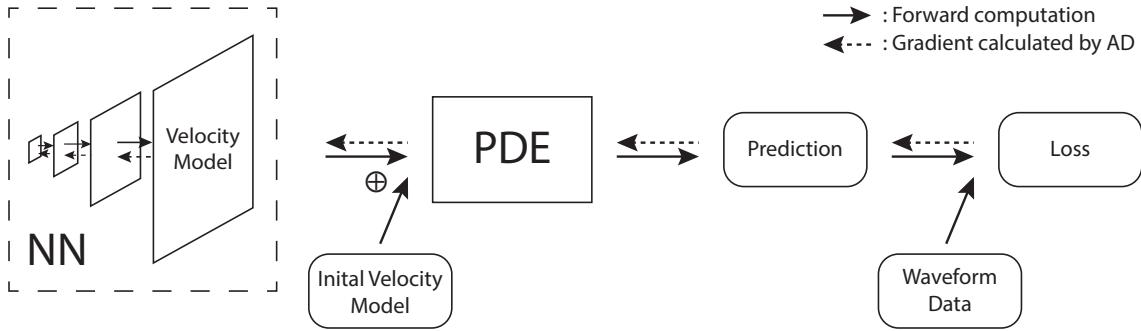 : Forward computation
: Gradient calculated by AD
Velocity
Model
NN
PDE
Prediction
Loss
Inital Velocity
Model
Waveform
Data